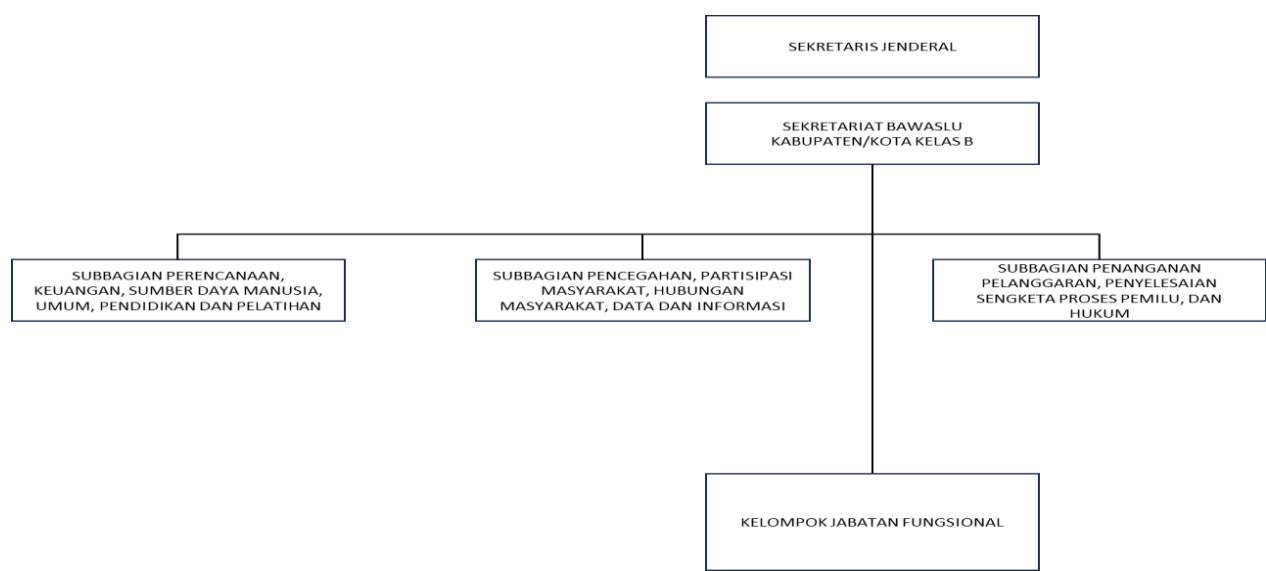 SEKRETARIS JENDERAL
SEKRETARIAT BAWASLU
KABUPATEN/KOTA KELAS B
SUBBAGIAN PERENCANAAN,
KEUANGAN, SUMBER DAYA MANUSIA,
UMUM, PENDIDIKAN DAN PELATIHAN
SUBBAGIAN PENCEGAHAN, PARTISIPASI
MASYARAKAT, HUBUNGAN
MASYARAKAT, DATA DAN INFORMASI
SUBBAGIAN PENANGANAN
PELANGGARAN, PENYELESAIAN
SENGKETA PROSES PEMILU, DAN
HUKUM
KELOMPOK JABATAN FUNGSIONAL